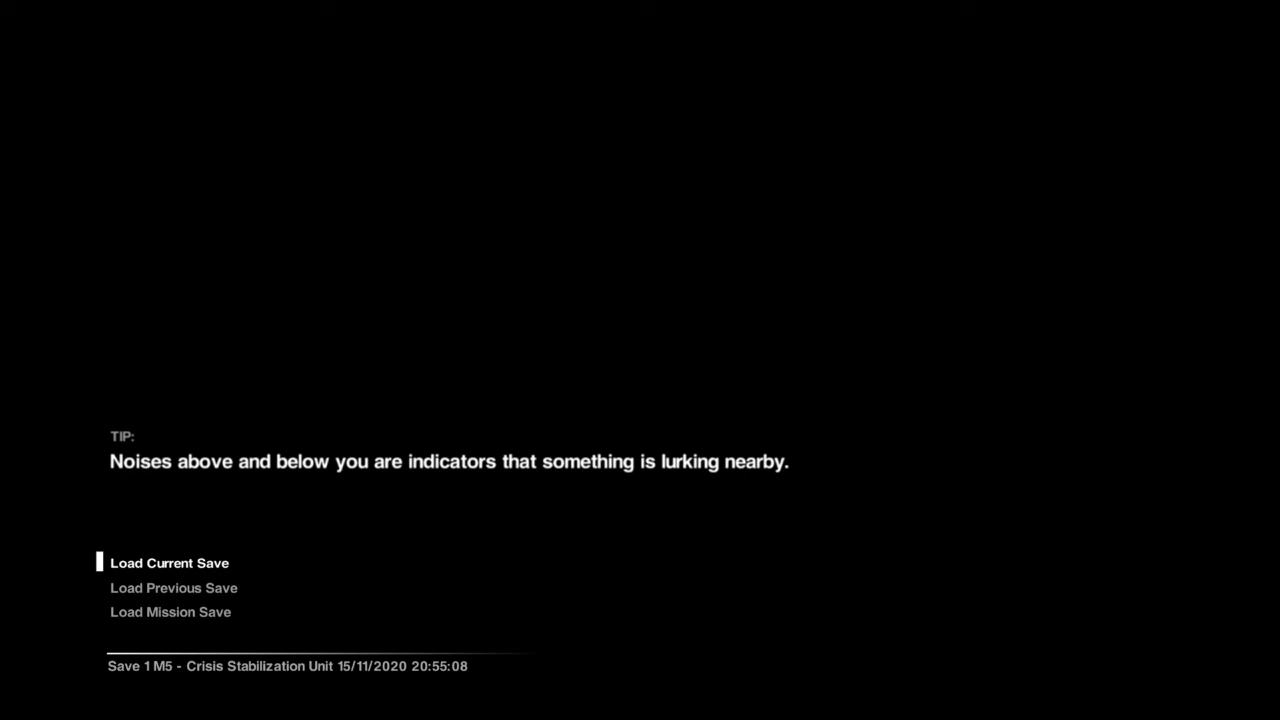 TIP:
Noises above and below you are indicators that something is lurking nearby.
Load Current Save
Load Previous Save
Load Mission Save
Save 1 M5 - Crisis Stabilization Unit 15/11/2020 20:55:08